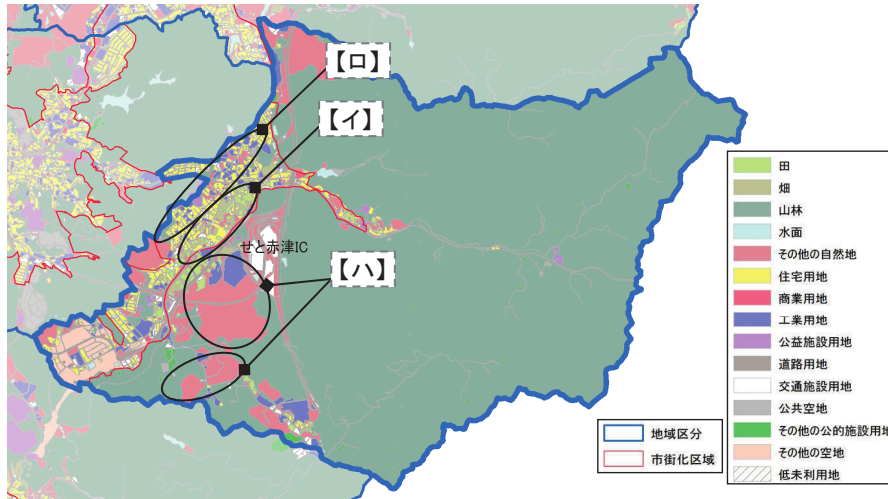 【ロ】
【イ】
せと赤津IC
【ハ】
田
畑
山林
水面
その他の自然地
住宅用地
商業用地
工業用地
公益施設用地
道路用地
交通施設用地
公共空地
その他の公的施設用地
その他の空地
低未利用地
地域区分
市街化区域